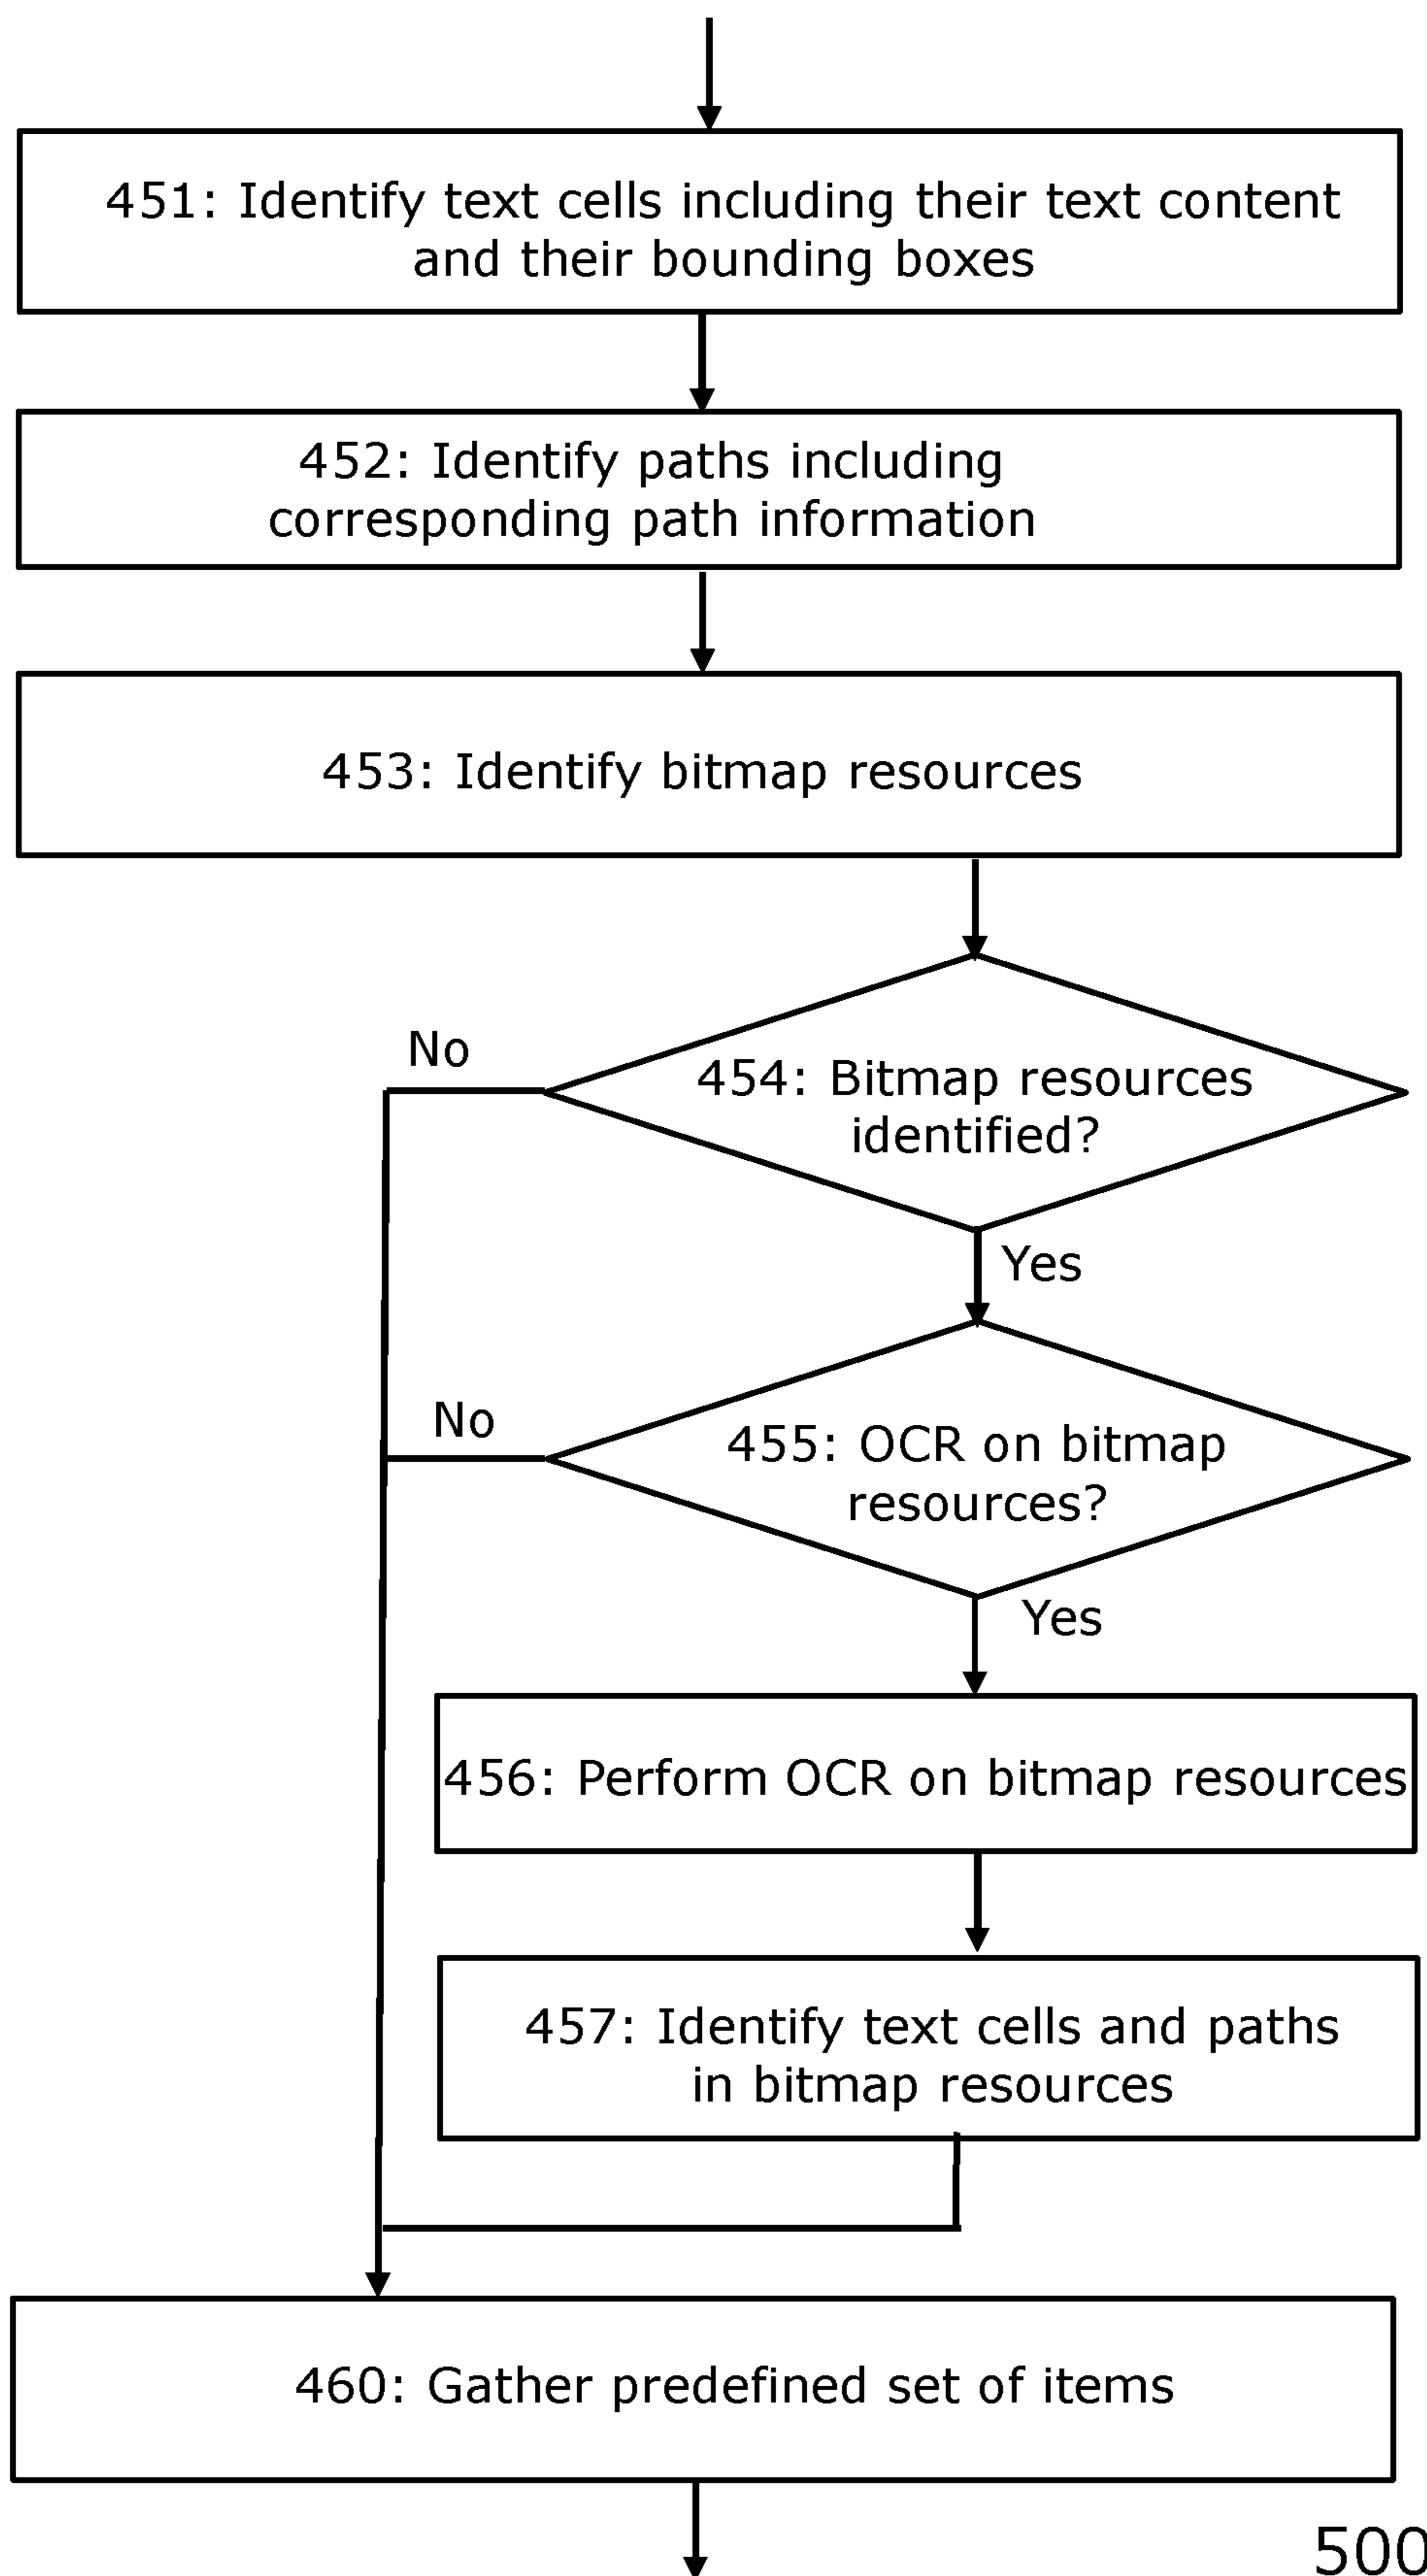 451: Identify text cells including their text content
and their bounding boxes
452: Identify paths including
corresponding path information
453: Identify bitmap resources
No
454: Bitmap resources
identified?
Yes
No
455: OCR on bitmap
resources?
Yes
456: Perform OCR on bitmap resources
457: Identify text cells and paths
in bitmap resources
460: Gather predefined set of items
500